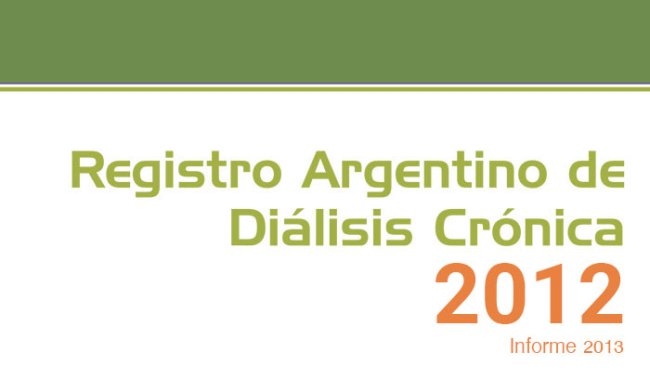 Registro Argentino de
Diálisis Crónica
2012
Informe 2013